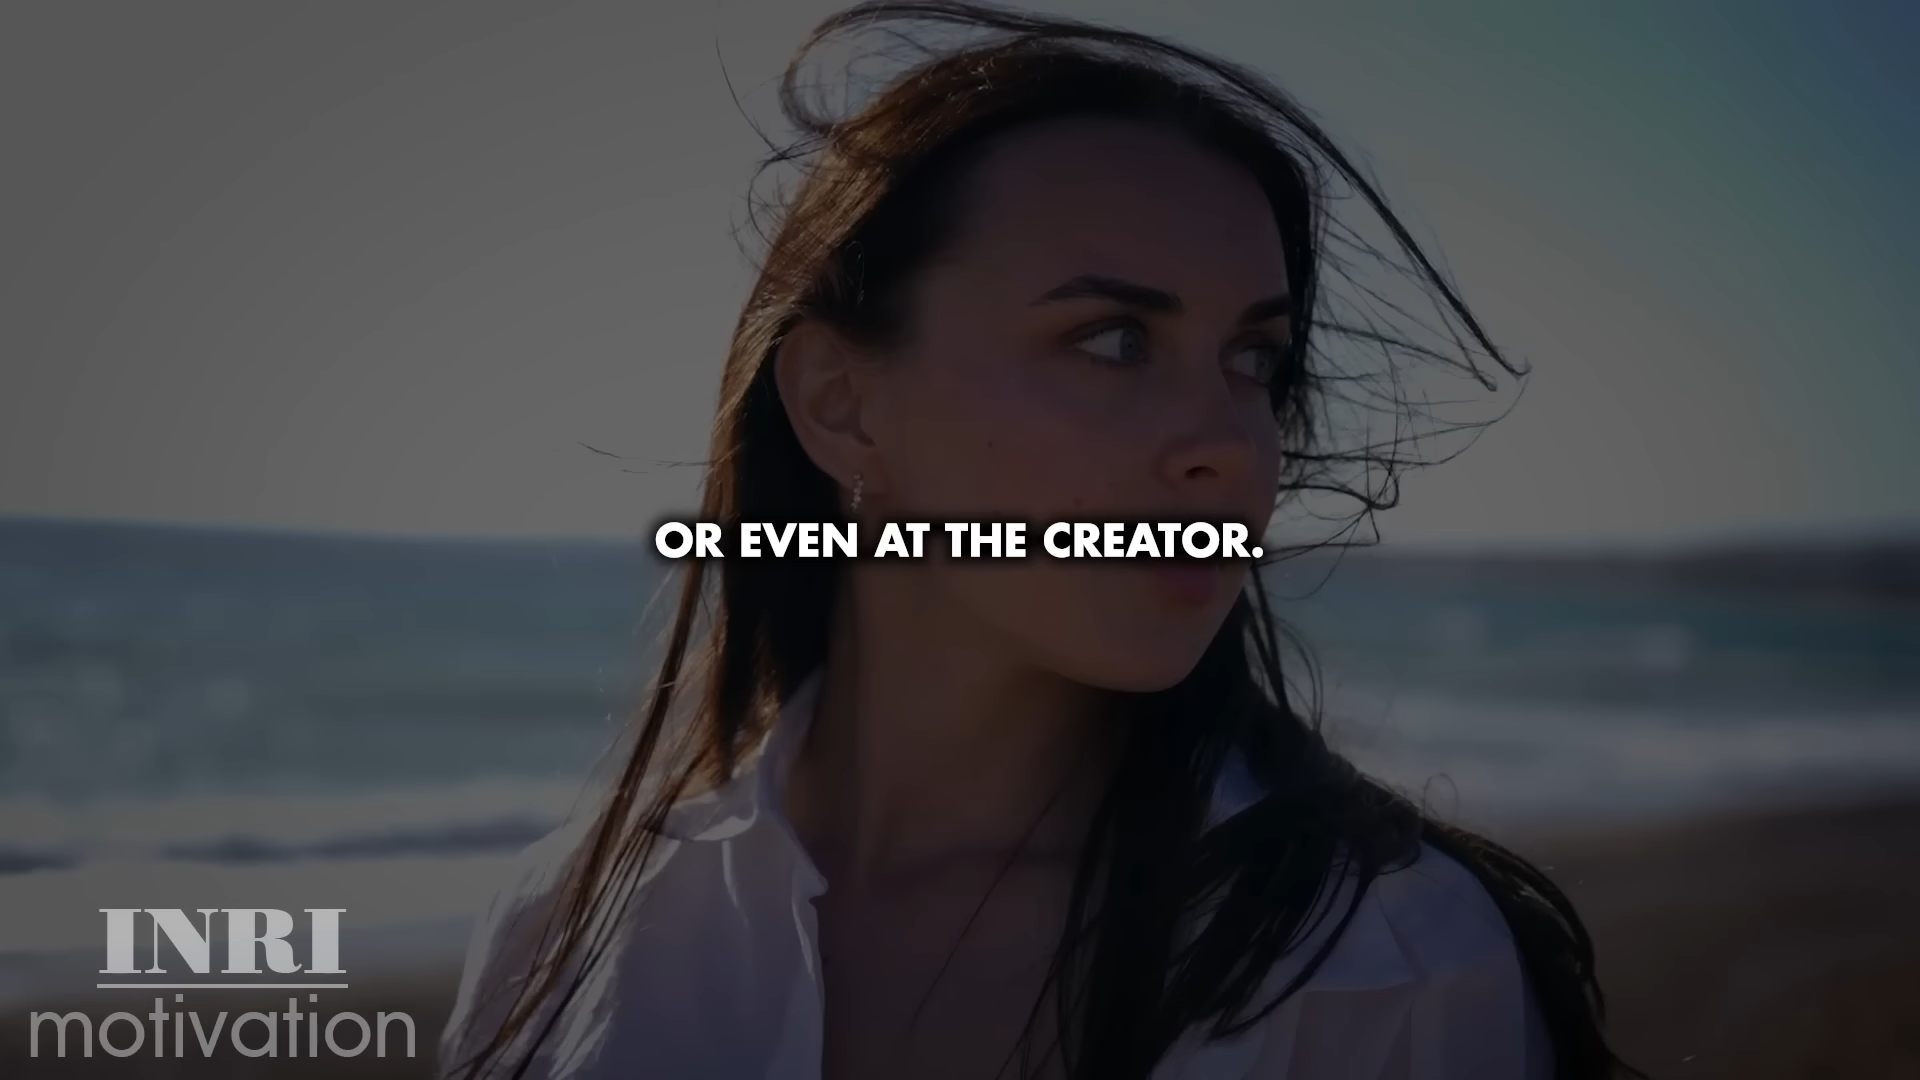 OR EVEN AT THE CREATOR.
INRI
motivation